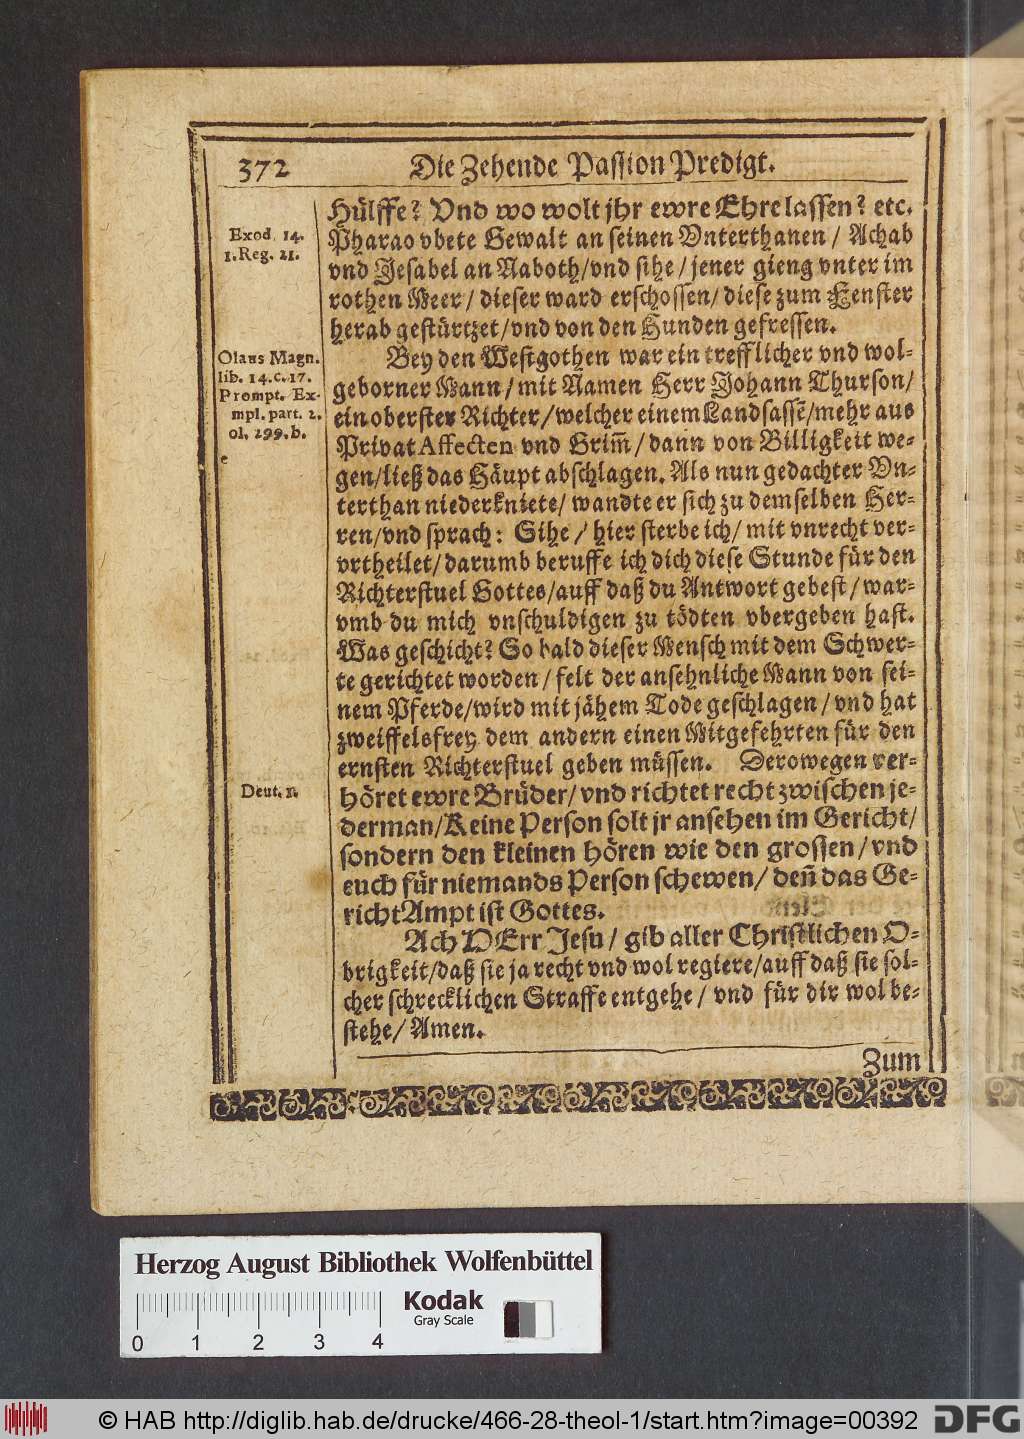 372 Die Zehende Passion Predigt.
Hülffe? Vnd wo wolt jhr ewre Ehre lassen? etc.
Exod. 14.
Pharao vbete Gewalt an seinen Vnterthanen / Achab
1. Reg. 21.
vnd Jesabel an Naboth/vnd sihe / jener gieng vnter im
rothen Meer / dieser ward erschossen/ diese zum Fenster
herab gestürtzet/vnd von den Hunden gefressen.
Olaus Magn.
lib. 14. c. 17.
Prompt. Ex-
mpl. part. 2.
ol. 299. b.
e
Bey den Westgothen war ein trefflicher vnd wol-
geborner Mann/ mit Namen Herr Johann Thurson/
ein oberster Richter/welcher einem Landsassē/mehr aus
Privat Affecten vnd Grim̄/ dann von Billigkeit we-
gen/ließ das Häupt abschlagen. Als nun gedachter Vn-
terthan niederkniete/ wandte er sich zu demselben Her-
ren/vnd sprach: Sihe / hier sterbe ich/ mit vnrecht ver-
vrtheilet/darumb beruffe ich dich diese Stunde für den
Richterstuel Gottes/auff daß du Antwort gebest/ war-
vmb du mich vnschuldigen zu tödten vbergeben hast.
Was geschicht? So bald dieser Mensch mit dem Schwer-
te gerichtet worden / felt der ansehnliche Mann von sei-
nem Pferde/wird mit jähem Tode geschlagen / vnd hat
zweiffelsfrey dem andern einen Mitgefehrten für den
ernsten Richterstuel geben müssen. Derowegen ver-
Deut. 1.
höret ewre Brüder/ vnd richtet recht zwischen je-
derman/Keine Person solt jr ansehen im Gericht/
sondern den kleinen hören wie den grossen / vnd
euch für niemands Person schewen/ deñ das Ge-
richtAmpt ist Gottes.
Ach HErr Jesu / gib aller Christlichen O-
brigkeit/daß sie ja recht vnd wol regiere/auff daß sie sol-
cher schrecklichen Straffe entgehe / vnd für dir wol be-
stehe/ Amen.
Zum
Herzog August Bibliothek Wolfenbüttel
Kodak
Gray Scale
0 1 2 3 4
© HAB http://diglib.hab.de/drucke/466-28-theol-1/start.htm?image=00392
DFG